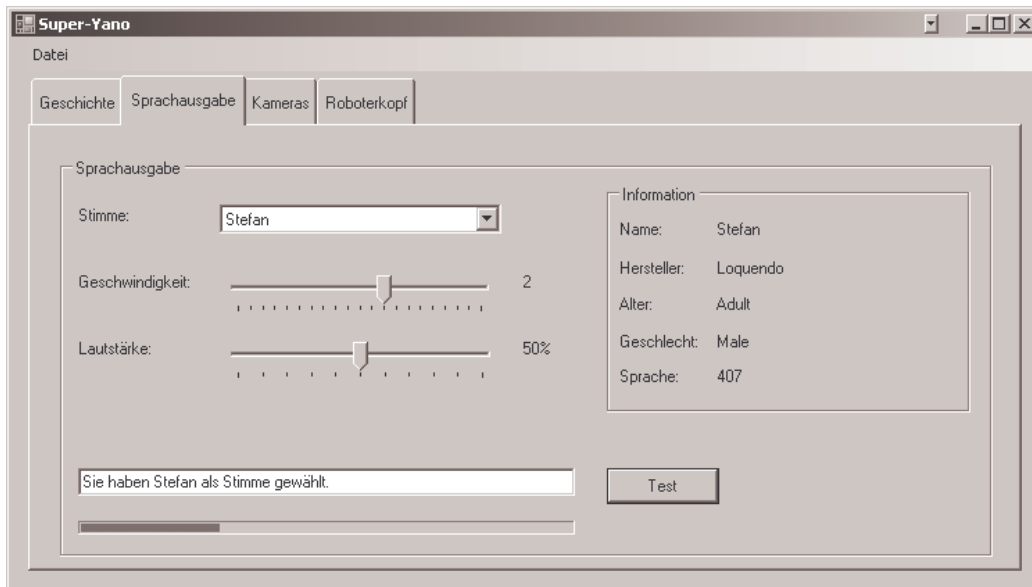 Super-Yano
Datei
Geschichte Sprachausgabe Kameras Roboterkopf
Sprachausgabe
Stimme: Stefan
Geschwindigkeit: 2
Lautstärke: 50%
Information
Name: Stefan
Hersteller: Loquendo
Alter: Adult
Geschlecht: Male
Sprache: 407
Sie haben Stefan als Stimme gewählt.
Test